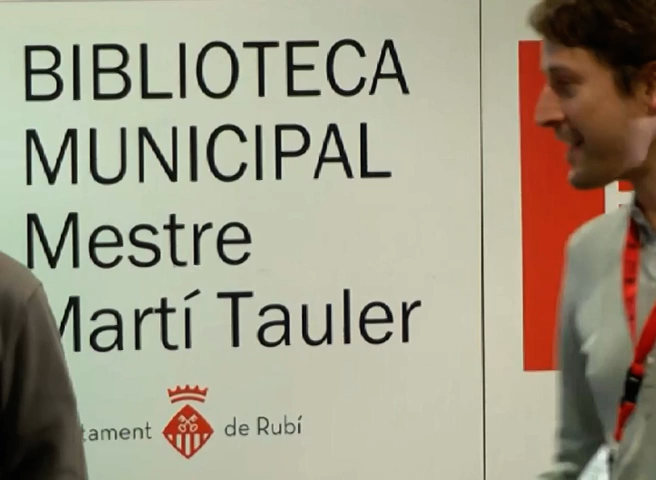 BIBLIOTECA
MUNICIPAL
Mestre
Martí Tauler
tament de Rubí